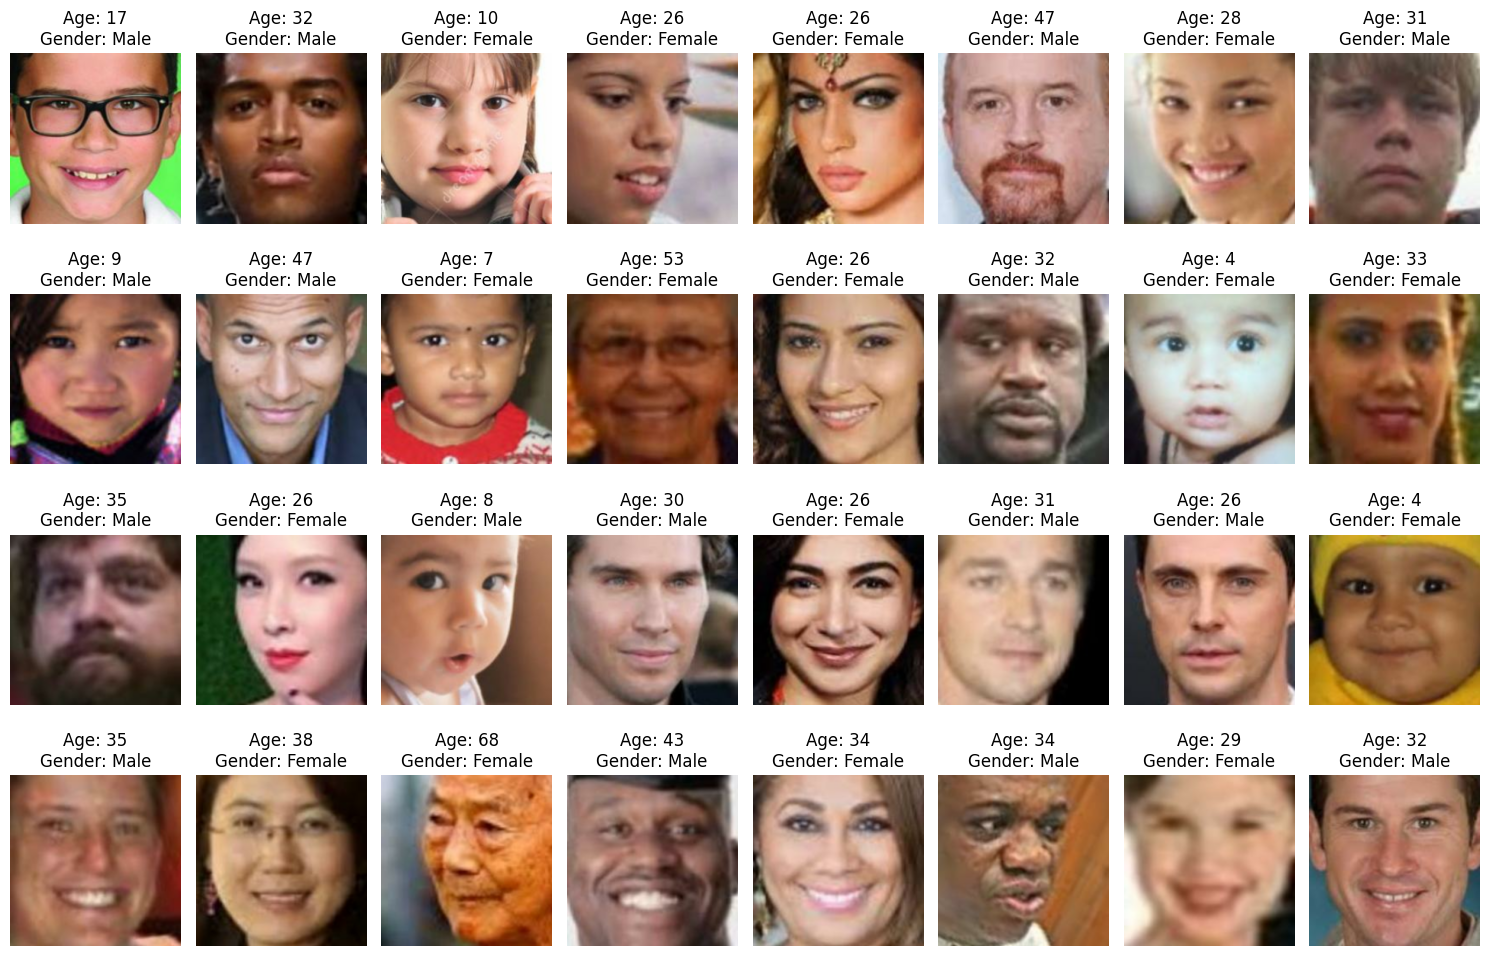 Age: 17
Gender: Male
Age: 32
Gender: Male
Age: 10
Gender: Female
Age: 26
Gender: Female
Age: 26
Gender: Female
Age: 47
Gender: Male
Age: 28
Gender: Female
Age: 31
Gender: Male
Age: 9
Gender: Male
Age: 47
Gender: Male
Age: 7
Gender: Female
Age: 53
Gender: Female
Age: 26
Gender: Female
Age: 32
Gender: Male
Age: 4
Gender: Female
Age: 33
Gender: Female
Age: 35
Gender: Male
Age: 26
Gender: Female
Age: 8
Gender: Male
Age: 30
Gender: Male
Age: 26
Gender: Female
Age: 31
Gender: Male
Age: 26
Gender: Male
Age: 4
Gender: Female
Age: 35
Gender: Male
Age: 38
Gender: Female
Age: 68
Gender: Female
Age: 43
Gender: Male
Age: 34
Gender: Female
Age: 34
Gender: Male
Age: 29
Gender: Female
Age: 32
Gender: Male